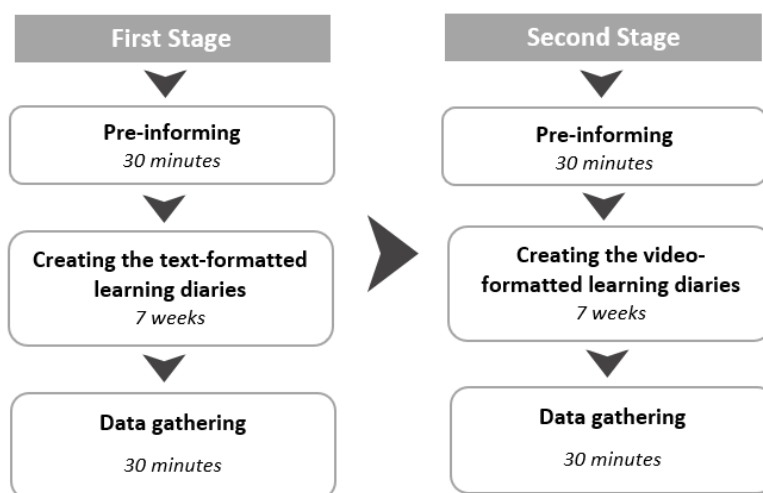 First Stage
Pre-informing
30 minutes
Creating the text-formatted
learning diaries
7 weeks
Data gathering
30 minutes
Second Stage
Pre-informing
30 minutes
Creating the video-
formatted learning diaries
7 weeks
Data gathering
30 minutes